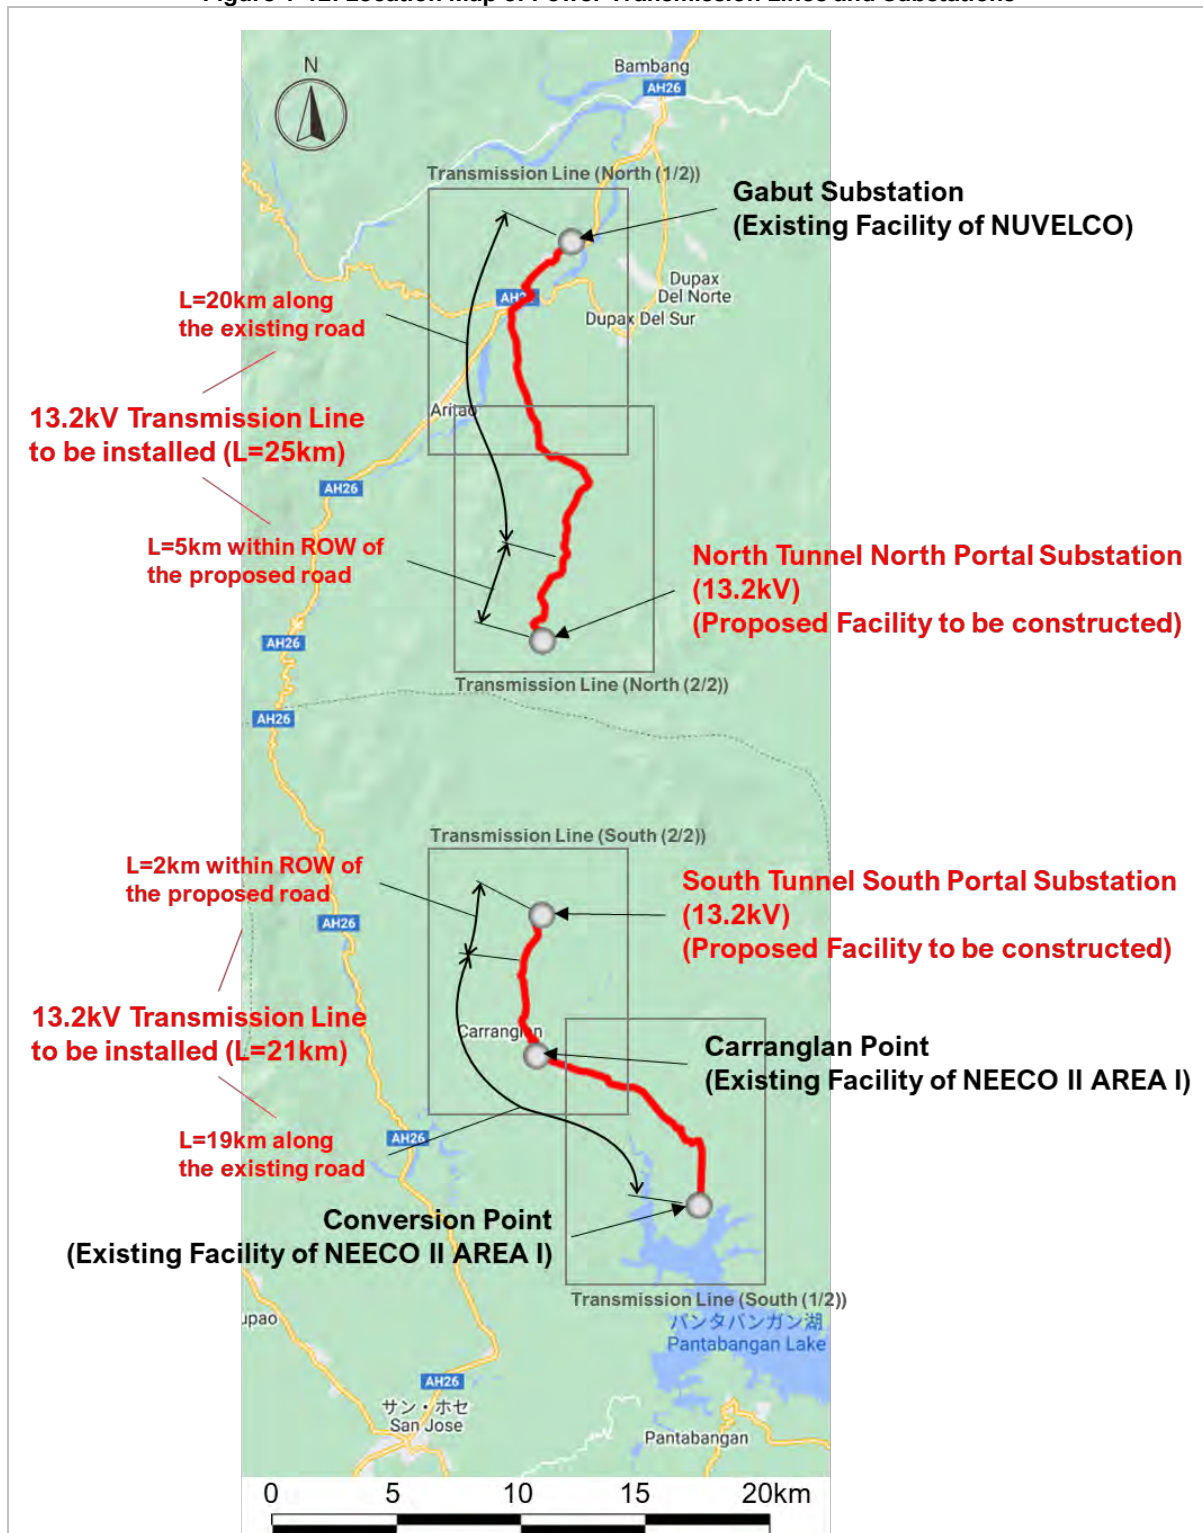 N
Bambang
AH26
Transmission Line (North (1/2))
Gabut Substation
(Existing Facility of NUVELCO)
Dupax
Del Norte
L=20km along
the existing road
Dupax Del Sur
13.2kV Transmission Line
to be installed (L=25km)
Aritao
AH26
L=5km within ROW of
the proposed road
North Tunnel North Portal Substation
(13.2kV)
(Proposed Facility to be constructed)
AH26
Transmission Line (North (2/2))
AH26
Transmission Line (South (2/2))
L=2km within ROW of
the proposed road
South Tunnel South Portal Substation
(13.2kV)
(Proposed Facility to be constructed)
AH26
13.2kV Transmission Line
to be installed (L=21km)
Carranglan
Carranglan Point
(Existing Facility of NEECO II AREA I)
AH26
L=19km along
the existing road
Conversion Point
(Existing Facility of NEECO II AREA I)
Transmission Line (South (1/2))
パンタバンガン湖
Pantabangan Lake
upao
AH26
サン・ホセ
San Jose
Pantabangan
0 5 10 15 20km